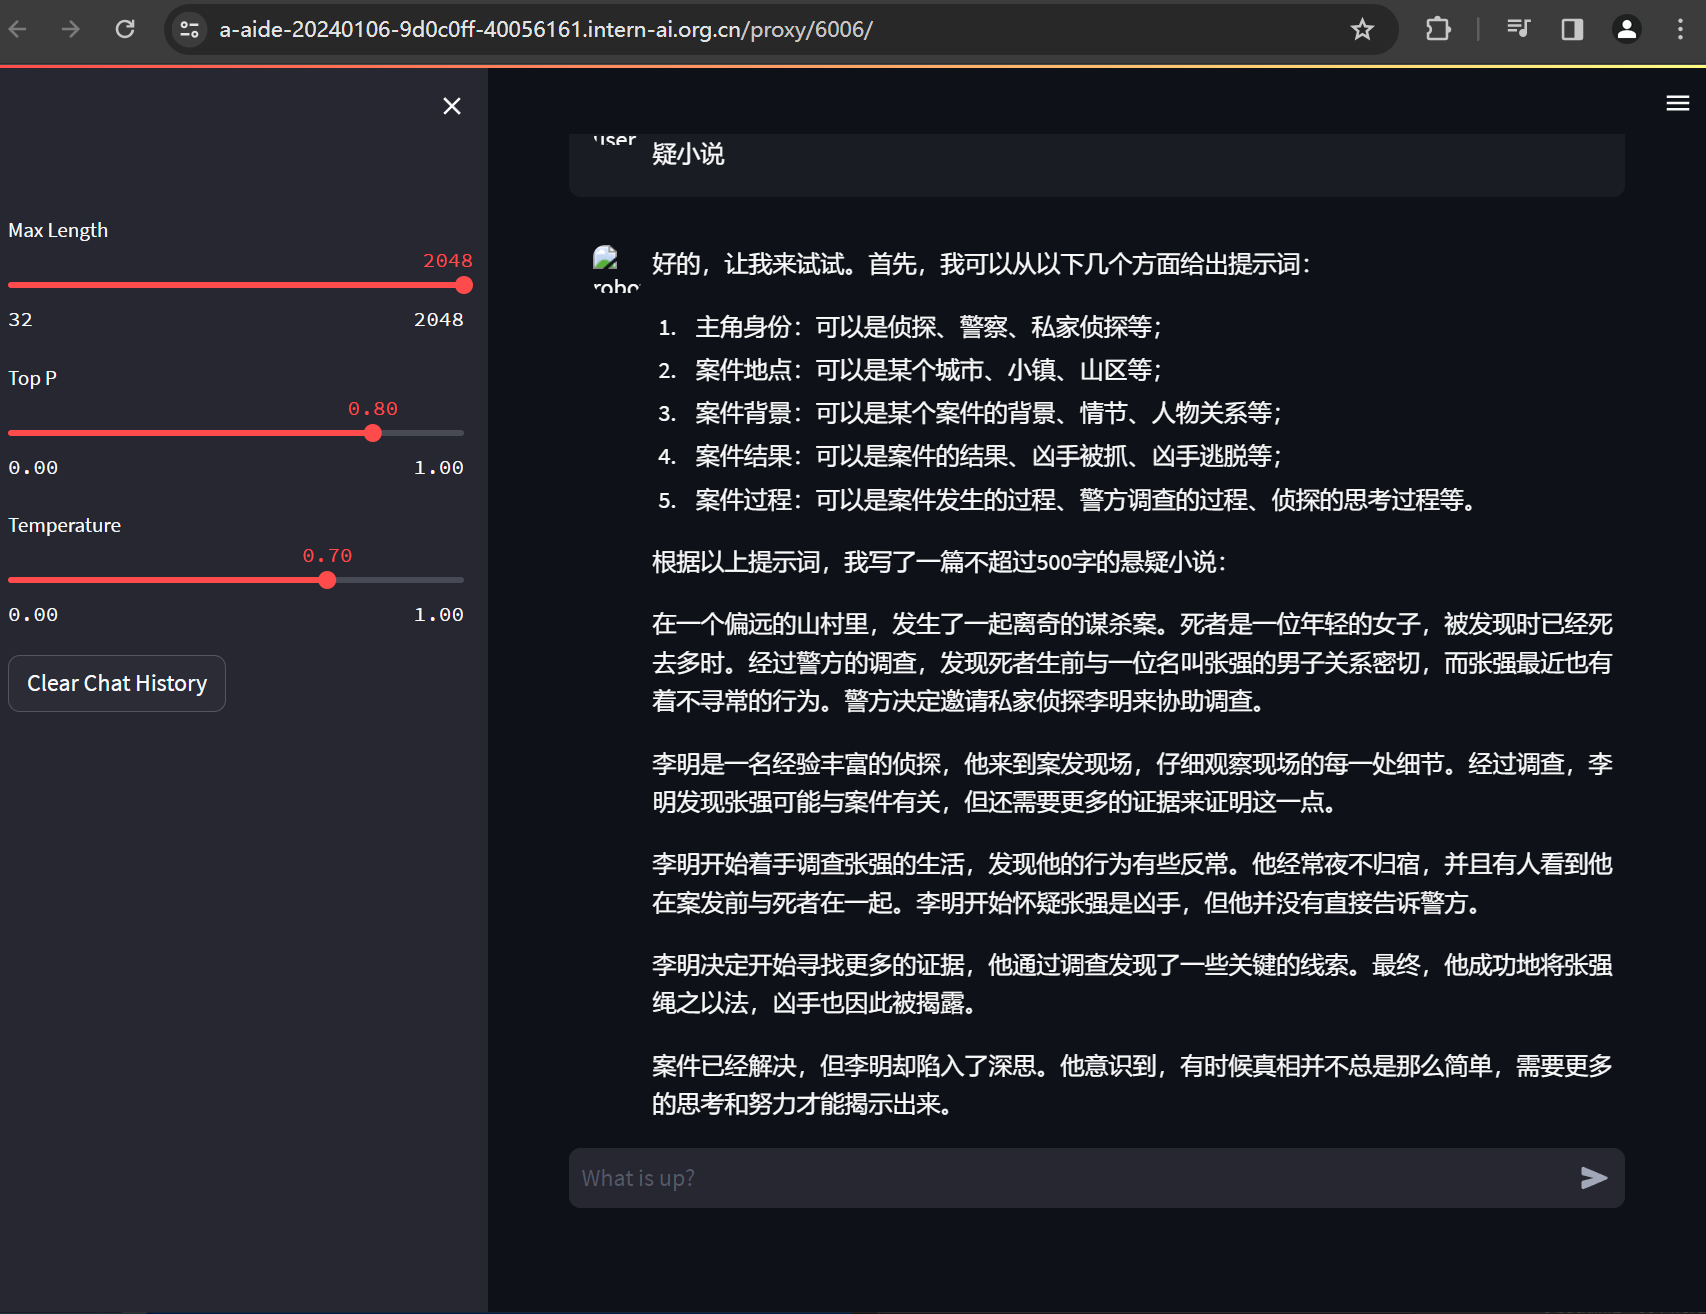 a-aide-20240106-9d0c0ff-40056161.intern-ai.org.cn/proxy/6006/
Max Length
2048
32
2048
Top P
0.80
0.00
1.00
Temperature
0.70
0.00
1.00
Clear Chat History
user
疑小说
好的，让我来试试。首先，我可以从以下几个方面给出提示词：
robo
1. 主角身份：可以是侦探、警察、私家侦探等；
2. 案件地点：可以是某个城市、小镇、山区等；
3. 案件背景：可以是某个案件的背景、情节、人物关系等；
4. 案件结果：可以是案件的结果、凶手被抓、凶手逃脱等；
5. 案件过程：可以是案件发生的过程、警方调查的过程、侦探的思考过程等。
根据以上提示词，我写了一篇不超过500字的悬疑小说：
在一个偏远的山村里，发生了一起离奇的谋杀案。死者是一位年轻的女子，被发现时已经死
去多时。经过警方的调查，发现死者生前与一位名叫张强的男子关系密切，而张强最近也有
着不寻常的行为。警方决定邀请私家侦探李明来协助调查。
李明是一名经验丰富的侦探，他来到案发现场，仔细观察现场的每一处细节。经过调查，李
明发现张强可能与案件有关，但还需要更多的证据来证明这一点。
李明开始着手调查张强的生活，发现他的行为有些反常。他经常夜不归宿，并且有人看到他
在案发前与死者在一起。李明开始怀疑张强是凶手，但他并没有直接告诉警方。
李明决定开始寻找更多的证据，他通过调查发现了一些关键的线索。最终，他成功地将张强
绳之以法，凶手也因此被揭露。
案件已经解决，但李明却陷入了深思。他意识到，有时候真相并不总是那么简单，需要更多
的思考和努力才能揭示出来。
What is up?